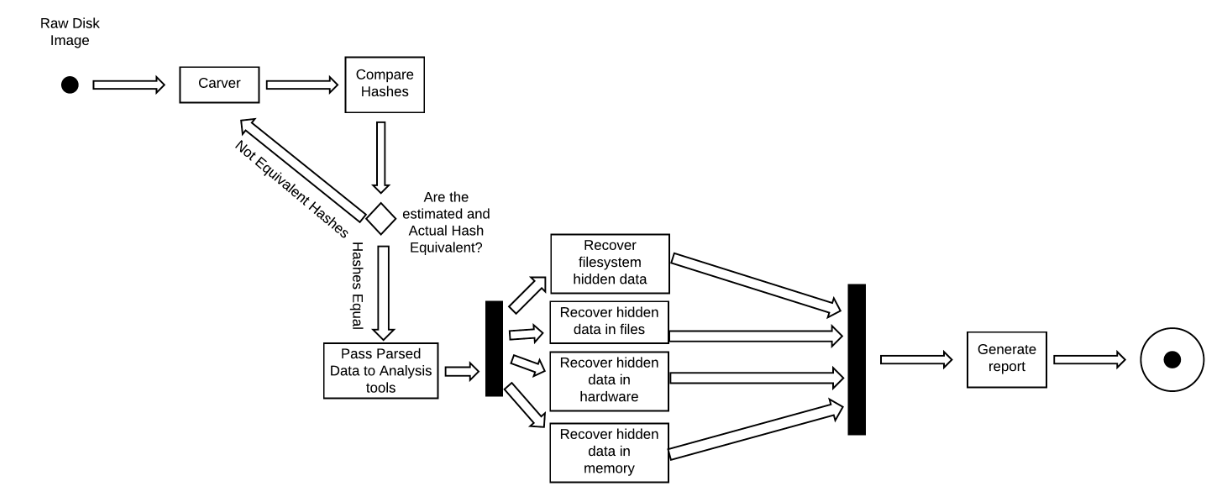 Raw Disk
Image
Carver
Compare
Hashes
Not Equivalent Hashes
Are the
estimated and
Actual Hash
Equivalent?
Hashes Equal
Pass Parsed
Data to Analysis
tools
Recover
filesystem
hidden data
Recover hidden
data in files
Recover hidden
data in
hardware
Recover hidden
data in
memory
Generate
report